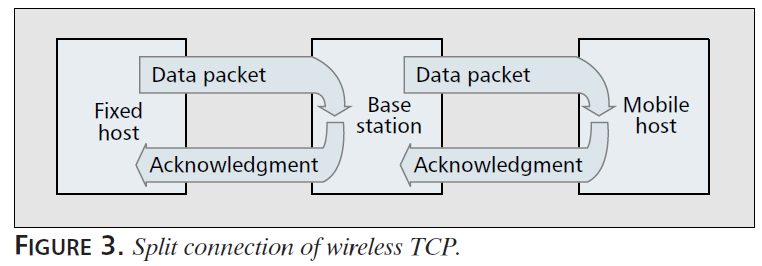 Data packet
Data packet
Fixed
host
Base
station
Mobile
host
Acknowledgment
Acknowledgment
FIGURE 3. Split connection of wireless TCP.